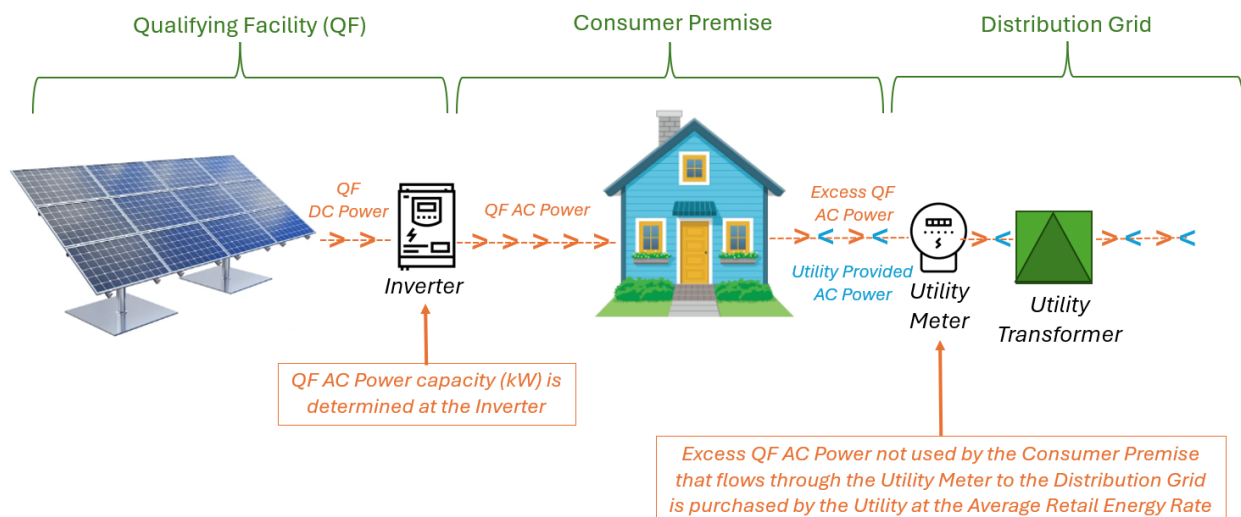 Qualifying Facility (QF)
Consumer Premise
Distribution Grid
QF
DC Power
QF AC Power
Excess QF
AC Power
Utility Provided
AC Power
Inverter
Utility
Meter
Utility
Transformer
QF AC Power capacity (kW) is
determined at the Inverter
Excess QF AC Power not used by the Consumer Premise
that flows through the Utility Meter to the Distribution Grid
is purchased by the Utility at the Average Retail Energy Rate